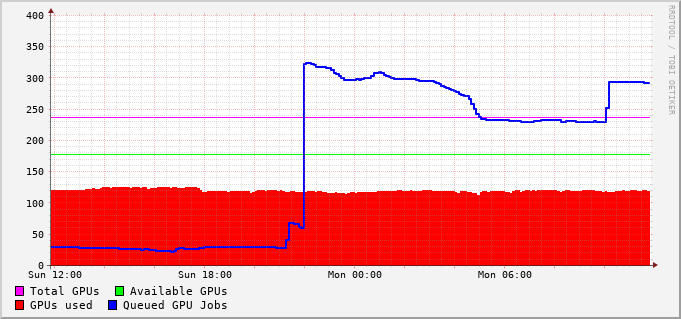 400
350
300
250
200
150
100
50
0
Sun 12:00 Sun 18:00 Mon 00:00 Mon 06:00
Total GPUs Available GPUs
GPUs used Queued GPU Jobs
RRDTOOL / TOBI OETIKER